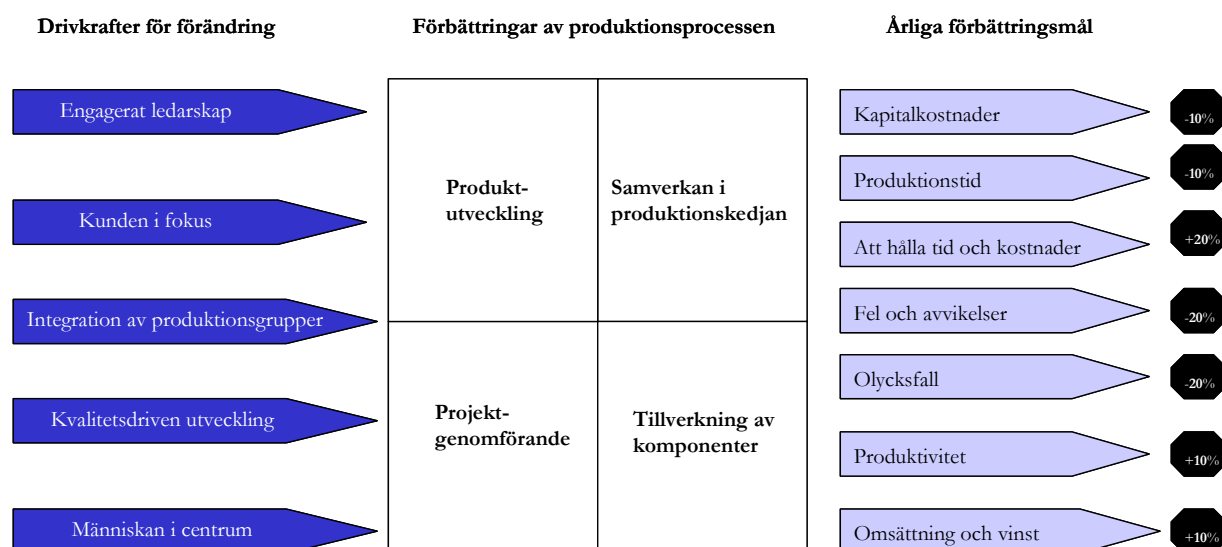 Drivkrafter för förändring
Förbättringar av produktionsprocessen
Årliga förbättringsmål
Engagerat ledarskap
Kunden i fokus
Integration av produktionsgrupper
Kvalitetsdriven utveckling
Människan i centrum
Produkt-
utveckling
Samverkan i
produktionskedjan
Projekt-
genomförande
Tillverkning av
komponenter
Kapitalkostnader
-10%
Produktionstid
-10%
Att hålla tid och kostnader
+20%
Fel och avvikelser
-20%
Olycksfall
-20%
Produktivitet
+10%
Omsättning och vinst
+10%